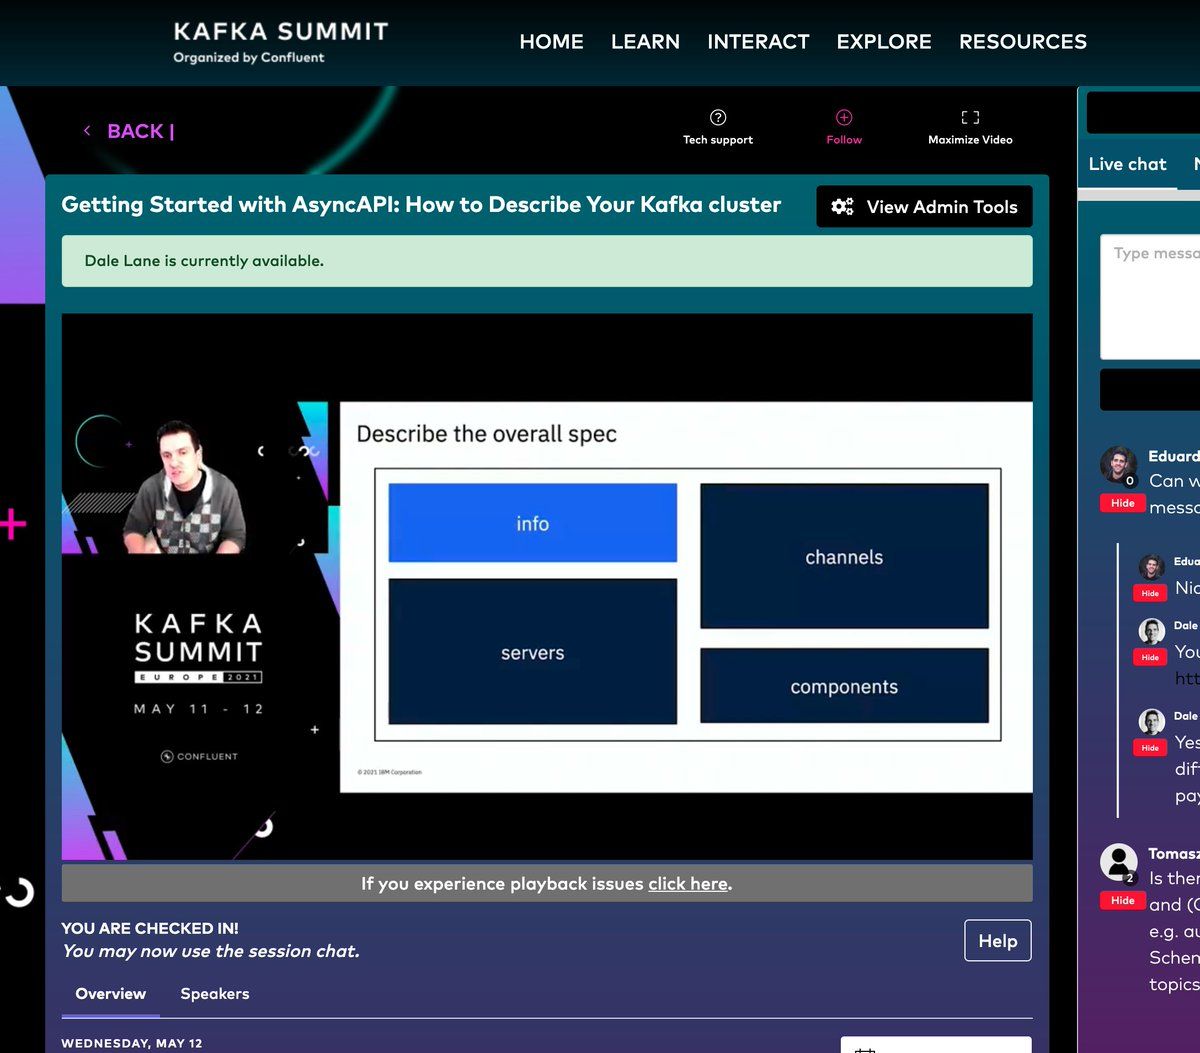 KAFKA SUMMIT
Organized by Confluent
HOME LEARN INTERACT EXPLORE RESOURCES
BACK |
Tech support
Follow
Maximize Video
Getting Started with AsyncAPI: How to Describe Your Kafka cluster
View Admin Tools
Dale Lane is currently available.
Describe the overall spec
info
channels
servers
components
© 2021 IBM Corporation
KAFKA
SUMMIT
EUROPE 2021
MAY 11 - 12
CONFLUENT
If you experience playback issues click here.
YOU ARE CHECKED IN!
You may now use the session chat.
Help
Overview Speakers
WEDNESDAY, MAY 12
Live chat
Type messa
Eduard
0
Can w
Hide
messa
Edua
Hide
Nic
Dale
You
Hide
htt
Dale
Yes
Hide
dif
pay
Tomasz
2
Is ther
Hide
and (C
e.g. au
Schem
topics